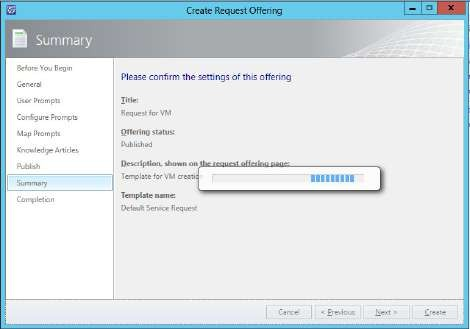 Create Request Offering
Summary
Before You Begin
General
User Prompts
Configure Prompts
Map Prompts
Knowledge Articles
Publish
Summary
Completion
Please confirm the settings of this offering
Title:
Request for VM
Offering status:
Published
Description, shown on the request offering page:
Template for VM creation
Template name:
Default Service Request
Cancel
< Previous
Next >
Create